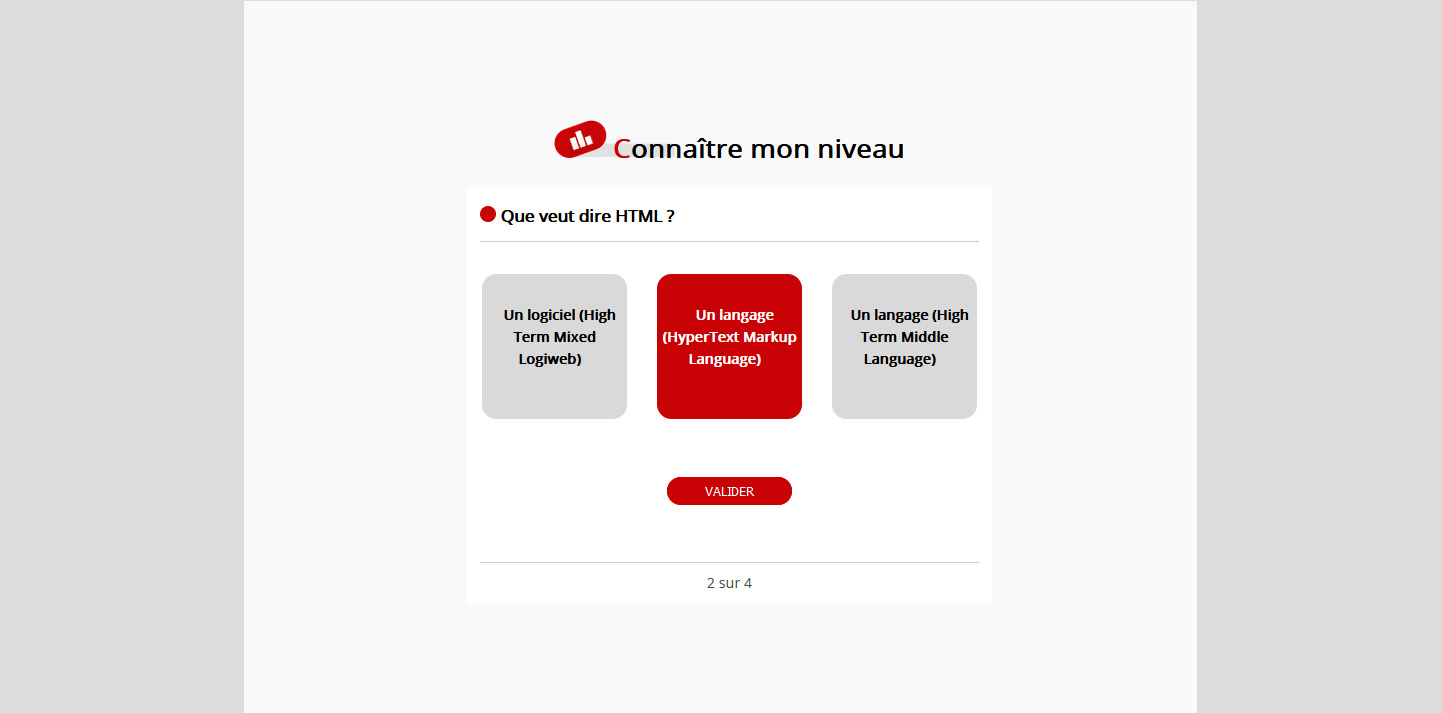 Connaître mon niveau
Que veut dire HTML ?
Un logiciel (High
Term Mixed
Logiweb)
Un langage
(HyperText Markup
Language)
Un langage (High
Term Middle
Language)
VALIDER
2 sur 4